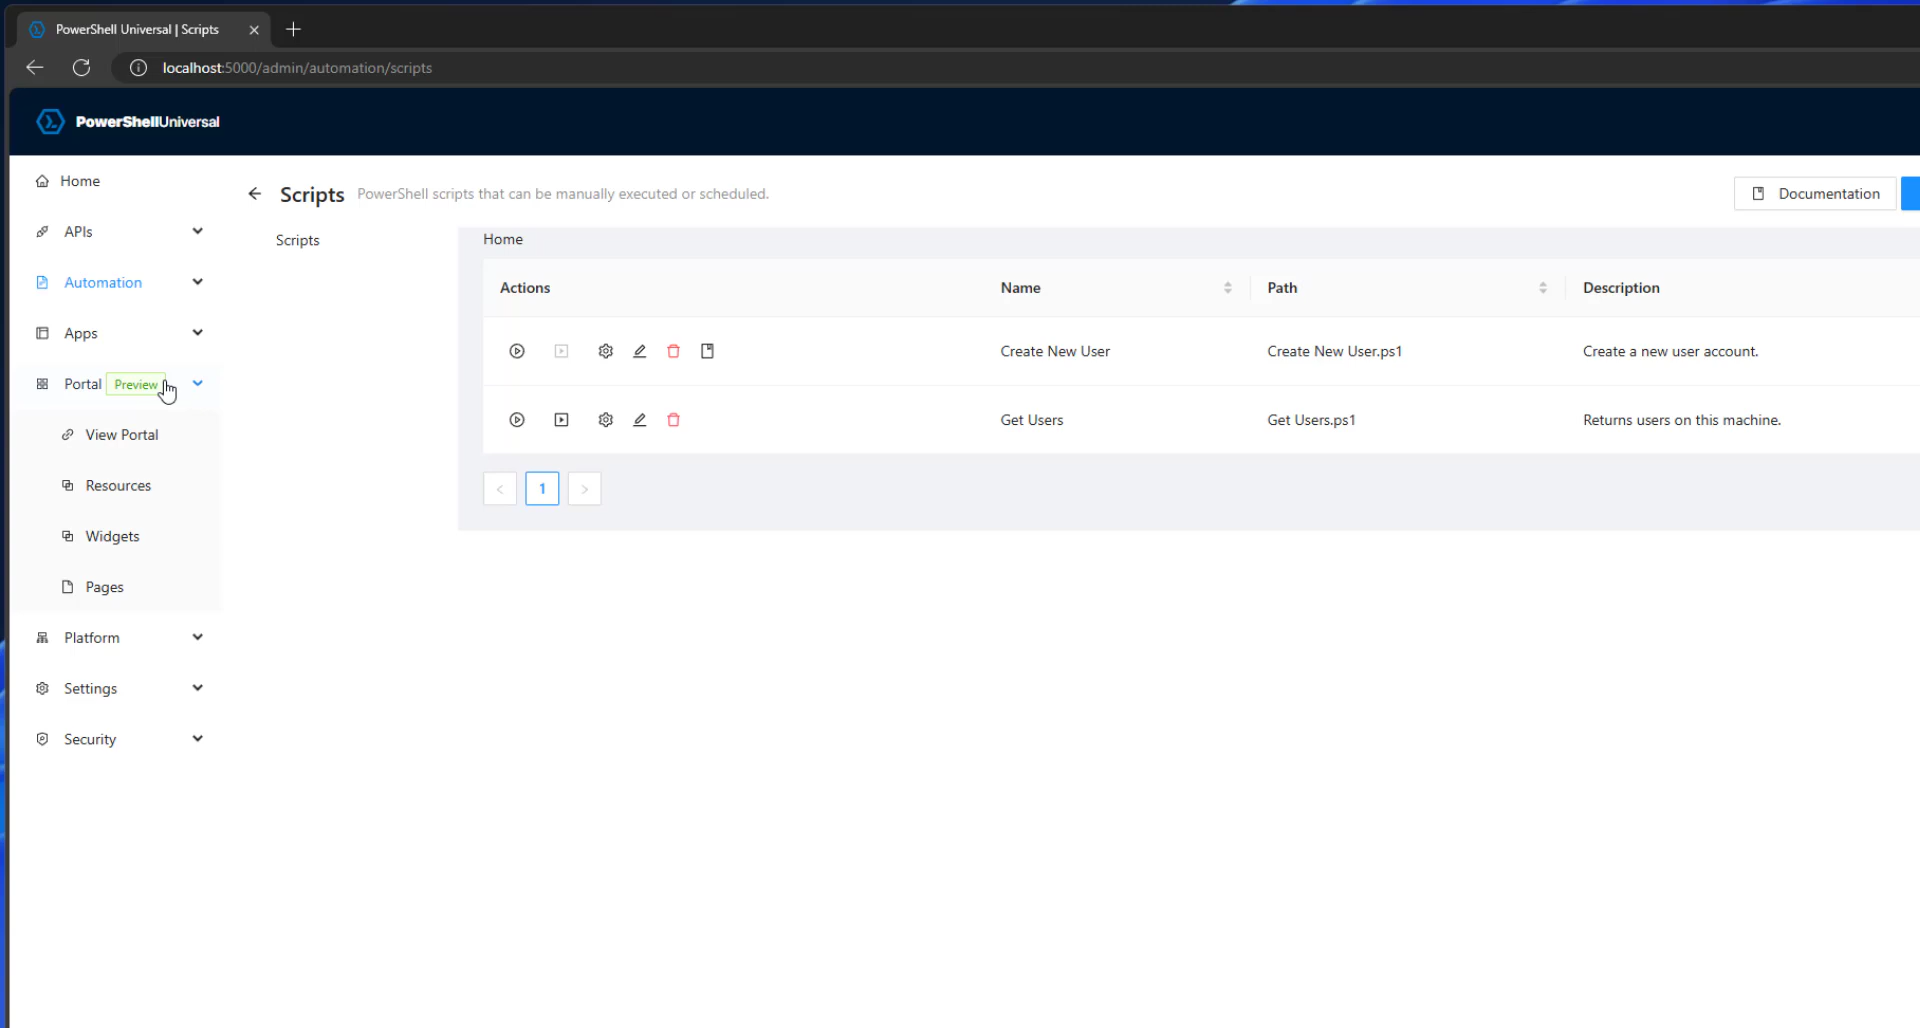 PowerShell Universal | Scripts
localhost:5000/admin/automation/scripts
PowerShellUniversal
Home
APIs
Automation
Apps
Portal Preview
View Portal
Resources
Widgets
Pages
Platform
Settings
Security
Scripts PowerShell scripts that can be manually executed or scheduled.
Documentation
Scripts
Home
Actions Name Path Description
Create New User Create New User.ps1 Create a new user account.
Get Users Get Users.ps1 Returns users on this machine.
< 1 >